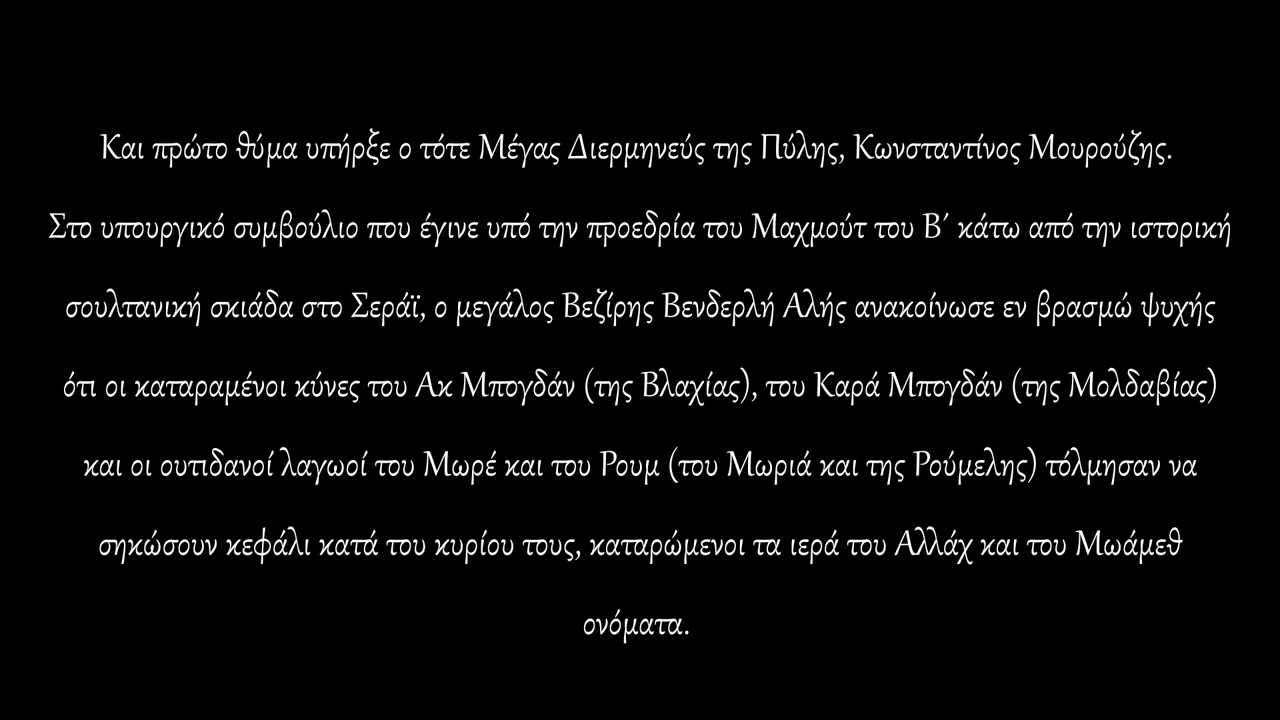 Και πρώτο θύμα υπήρξε ο τότε Μέγας Διερμηνεύς της Πύλης, Κωνσταντίνος Μουρούζης.
Στο υπουργικό συμβούλιο που έγινε υπό την προεδρία του Μαχμούτ του Β΄ κάτω από την ιστορική
σουλτανική σκιάδα στο Σεράϊ, ο μεγάλος Βεζίρης Βενδερλή Αλής ανακοίνωσε εν βρασμώ ψυχής
ότι οι καταραμένοι κύνες του Ακ Μπογδάν (της Βλαχίας), του Καρά Μπογδάν (της Μολδαβίας)
και οι ουτιδανοί λαγωοί του Μωρέ και του Ρουμ (του Μωριά και της Ρούμελης) τόλμησαν να
σηκώσουν κεφάλι κατά του κυρίου τους, καταρώμενοι τα ιερά του Αλλάχ και του Μωάμεθ
ονόματα.